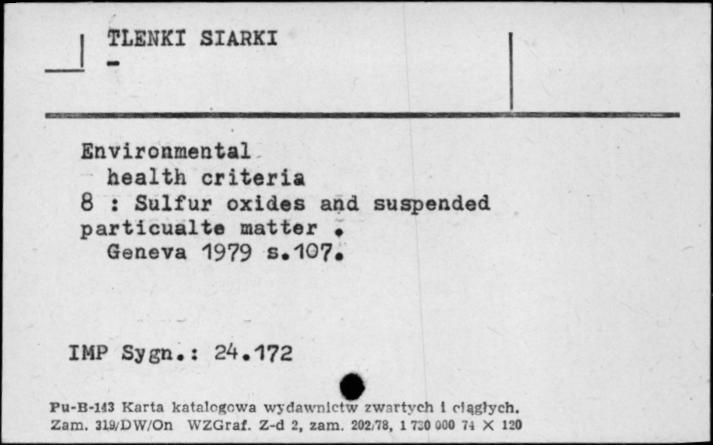 TLENKI SIARKI
Environmental
health criteria
8 : Sulfur oxides and suspended
particualte matter .
Geneva 1979 s.107.
IMP Sygn.: 24.172
Pu-B-143 Karta katalogowa wydawnictw zwartych i ciągłych.
Zam. 319/DW/On WZGraf. Z-d 2, zam. 202/78, 1 730 000 74 X 120